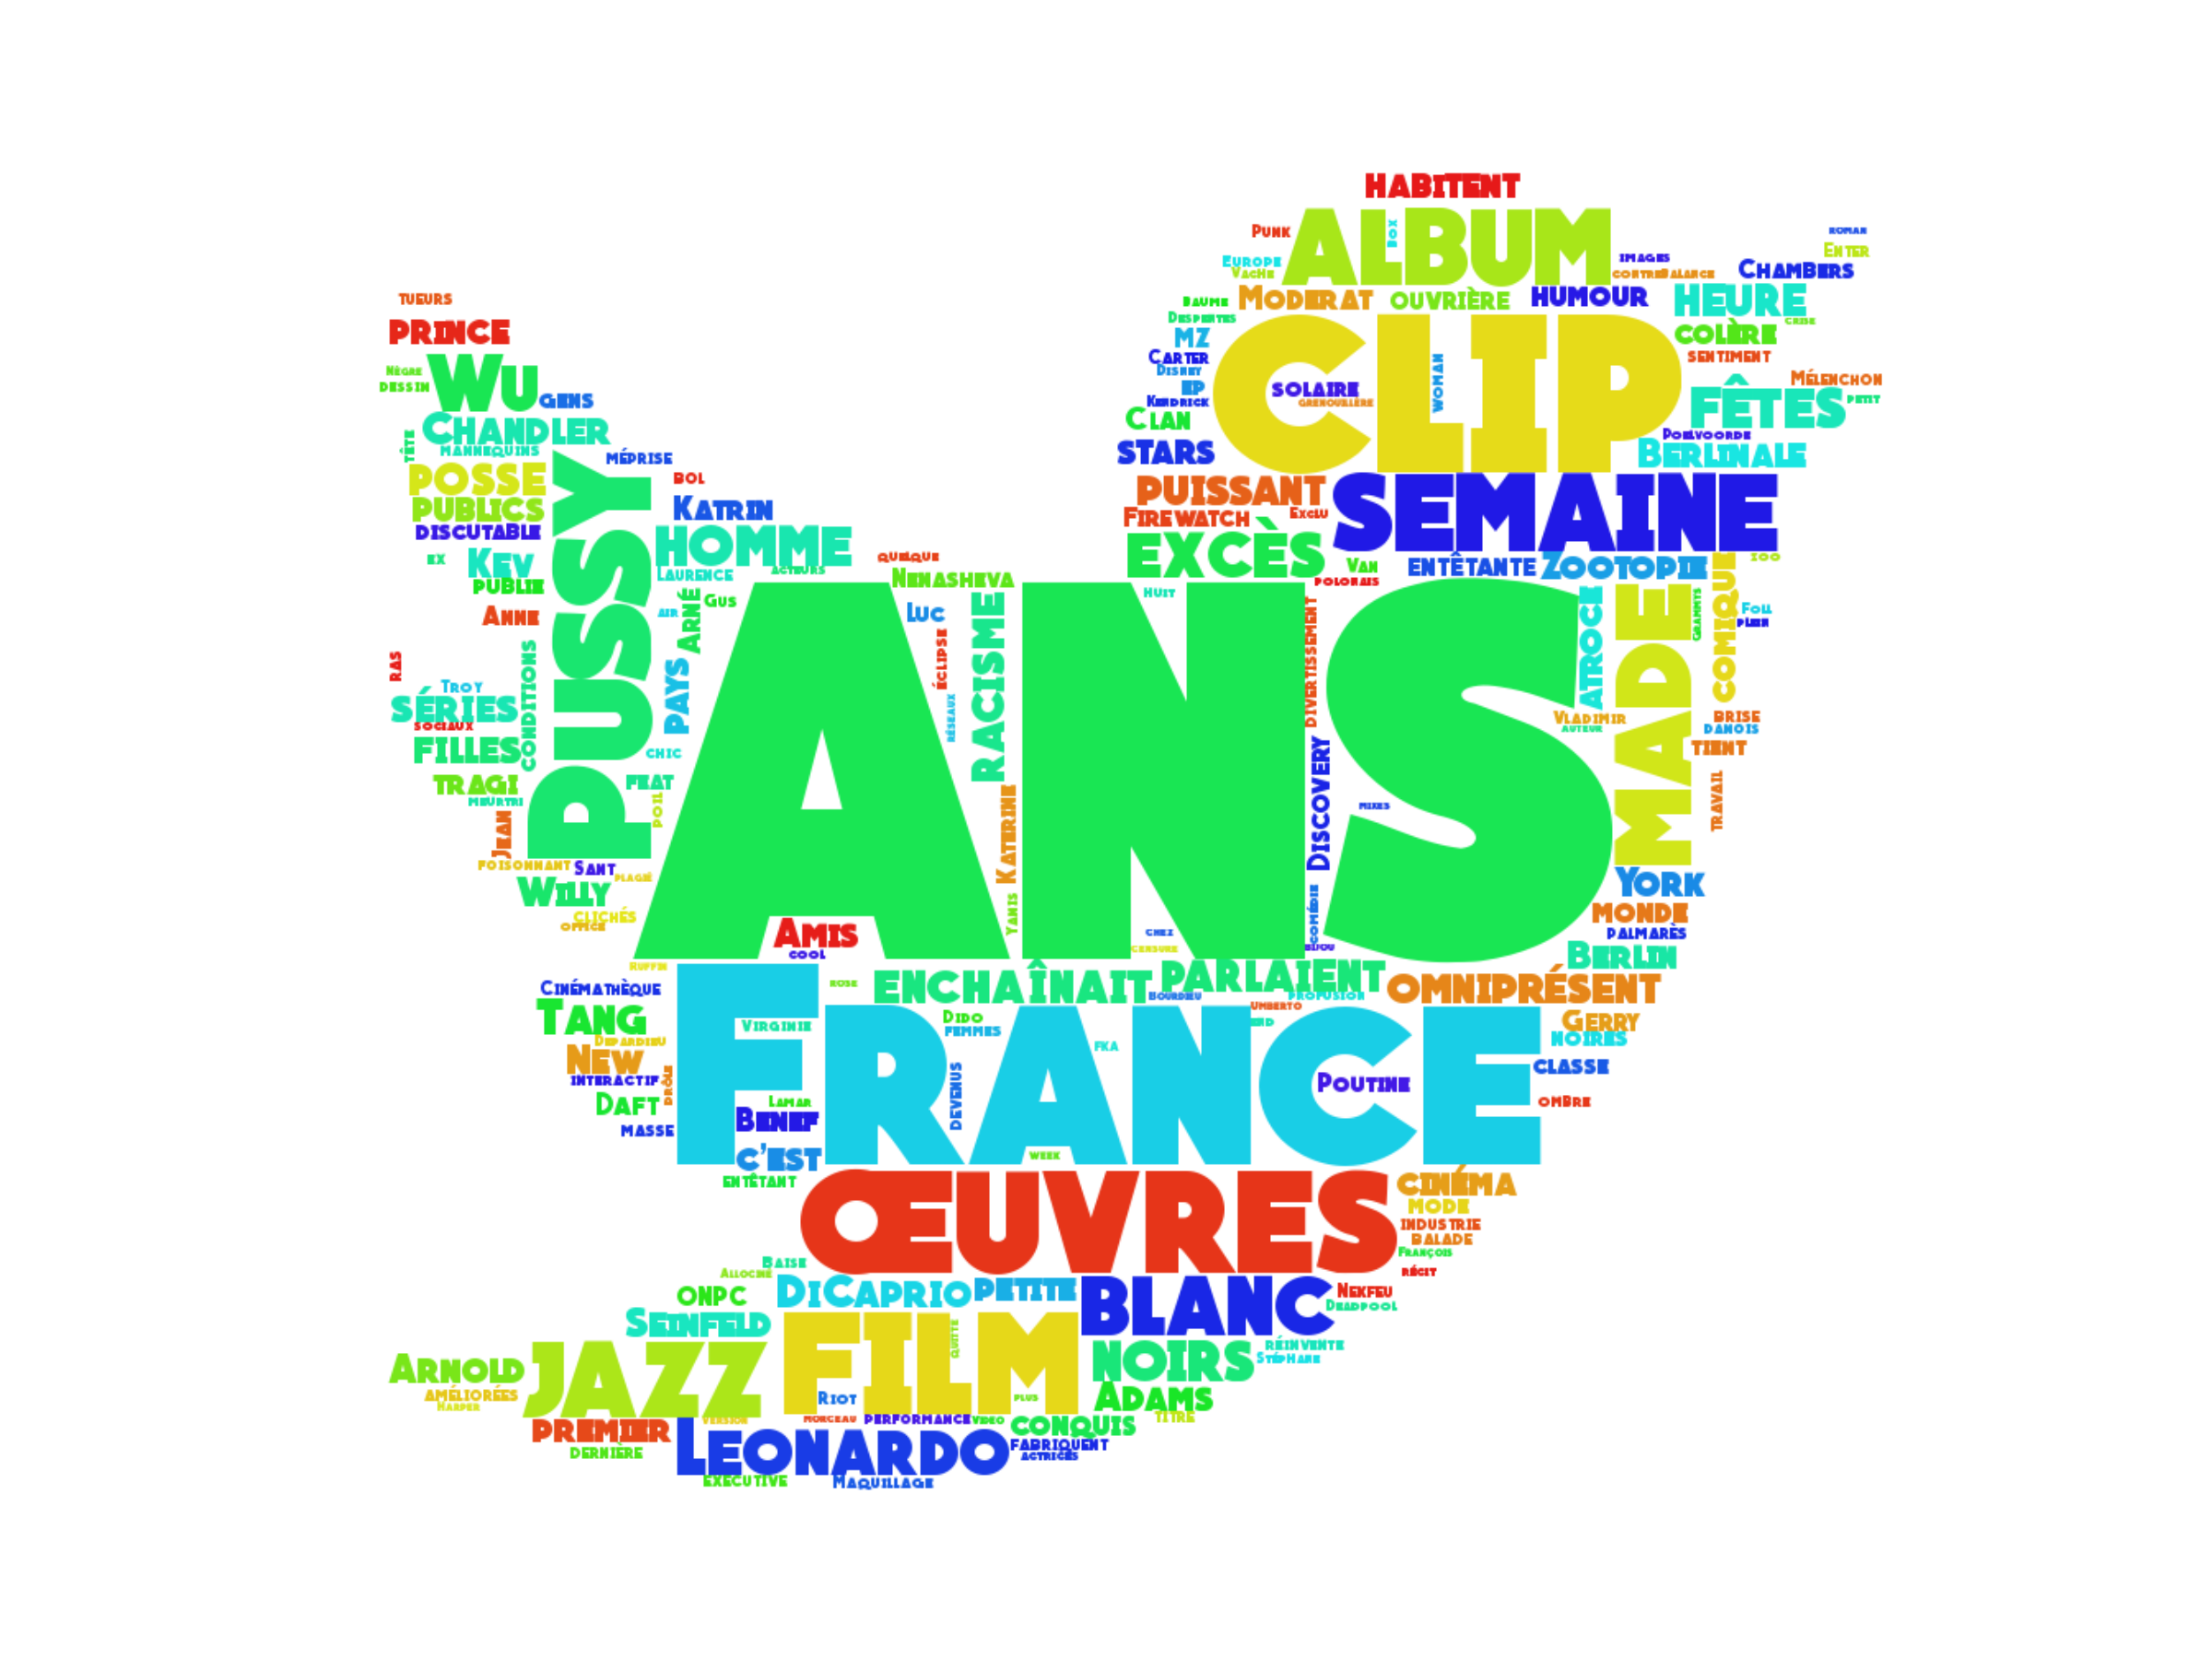 HABITENT
PUNK
ALBUM
BOX
ROMAN
ENTER
EUROPE
VACHE
IMAGES
CONTREBALANCE
CHAMBERS
TUEURS
BAUME
MODERAT
OUVRIÈRE
HUMOUR
HEURE
PRINCE
DESPENTES
CLIP
COLÈRE
CRISE
MZ
CARTER
DISNEY
WOMAN
SENTIMENT
NÈGRE
DESSIN
WU
GENS
EP
KENDRICK
SOLAIRE
GRENOUILLÈRE
MÉLENCHON
FÊTES
PETIT
CHANDLER
CLAN
TÊTE
MANNEQUINS
MÉPRISE
STARS
POELVOORDE
BERLINALE
POSSE
PUSSY
BOL
PUISSANT
SEMAINE
PUBLICS
KATRIN
FIREWATCH
EXCLU
DISCUTABLE
HOMME
EXCÈS
EX
KEV
QUELQUE
VAN
ENTÊTANTE
ZOOTOPIE
ZOO
LAURENCE
ACTEURS
NENASHEVA
POLONAIS
PUBLIE
COMIQUE
ANS
HUIT
ANNE
AIR
ARNÉ
GUS
LUC
RACISME
DIVERTISSEMENT
ATROCE
MADE
GRAMMYS
FOLL
PLEIN
RAS
CONDITIONS
PAYS
ÉCLIPSE
TROY
SÉRIES
SOCIAUX
RÉSEAUX
VLADIMIR
AUTEUR
BRISE
DANOIS
FILLES
CHIC
TIENT
TRAGI
FEAT
DISCOVERY
MEURTRI
POIL
KATERINE
MIXES
TRAVAIL
JEAN
FOISONNANT
SANT
PLAGIÉ
YORK
WILLY
YANIS
COMÉDIE
MONDE
CLICHÉS
OFFICE
AMIS
COOL
CHEZ
CENSURE
BIJOU
PALMARÈS
BERLIN
RUFFIN
CINÉMATHÈQUE
ROSE
ENCHAÎNAIT
PARLAIENT
BOURDIEU
PROFUSION
OMNIPRÉSENT
TANG
FRANCE
VIRGINIE
DIDO
FEMMES
UMBERTO
END
GERRY
NOIRES
DEPARDIEU
NEW
INTERACTIF
DRÔLE
FKA
DEVENUS
POUTINE
CLASSE
DAFT
LAMAR
OMBRE
MASSE
BENEF
C'EST
WEEK
ENTÊTANT
ŒUVRES
CINÉMA
MODE
INDUSTRIE
BALADE
FRANÇOIS
BAISE
ALLOCINÉ
RÉCIT
ONPC
DICAPRIO
PETITE
BLANC
NEKFEU
DEADPOOL
SEINFELD
FILM
QUITTE
NOIRS
RÉINVENTE
STÉPHANE
ARNOLD
JAZZ
AMÉLIORÉES
HARPER
RIOT
PLUS
ADAMS
TITRE
PREMIER
VERSION
MORCEAU
PERFORMANCE
VIDEO
CONQUIS
DERNIÈRE
LEONARDO
FABRIQUENT
ACTRICES
EXECUTIVE
MAQUILLAGE